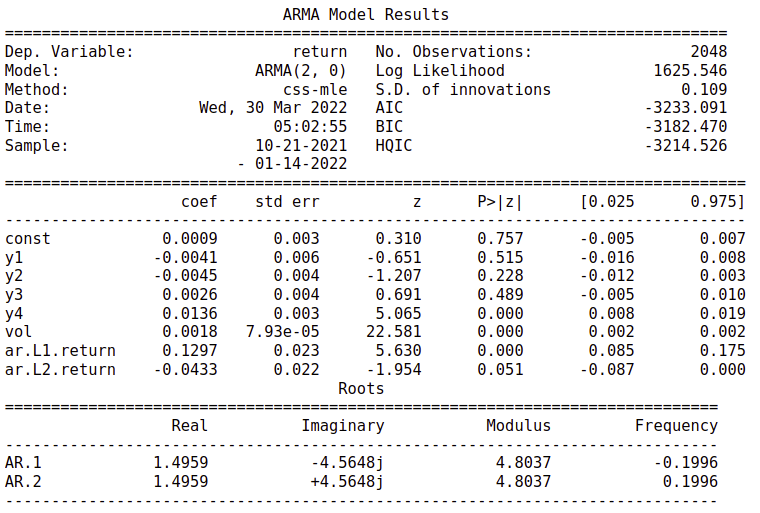 ARMA Model Results
==============================================================================
Dep. Variable:                 return   No. Observations:                 2048
Model:                     ARMA(2, 0)   Log Likelihood                1625.546
Method:                       css-mle   S.D. of innovations              0.109
Date:                Wed, 30 Mar 2022   AIC                          -3233.091
Time:                        05:02:55   BIC                          -3182.470
Sample:                    10-21-2021   HQIC                         -3214.526
                         - 01-14-2022
================================================================================
                   coef    std err          z      P>|z|      [0.025      0.975]
--------------------------------------------------------------------------------
const            0.0009      0.003      0.310      0.757      -0.005       0.007
y1              -0.0041      0.006     -0.651      0.515      -0.016       0.008
y2              -0.0045      0.004     -1.207      0.228      -0.012       0.003
y3               0.0026      0.004      0.691      0.489      -0.005       0.010
y4               0.0136      0.003      5.065      0.000       0.008       0.019
vol              0.0018   7.93e-05     22.581      0.000       0.002       0.002
ar.L1.return     0.1297      0.023      5.630      0.000       0.085       0.175
ar.L2.return    -0.0433      0.022     -1.954      0.051      -0.087       0.000
                                    Roots
=============================================================================
                  Real          Imaginary           Modulus         Frequency
-----------------------------------------------------------------------------
AR.1            1.4959           -4.5648j            4.8037           -0.1996
AR.2            1.4959           +4.5648j            4.8037            0.1996
-----------------------------------------------------------------------------